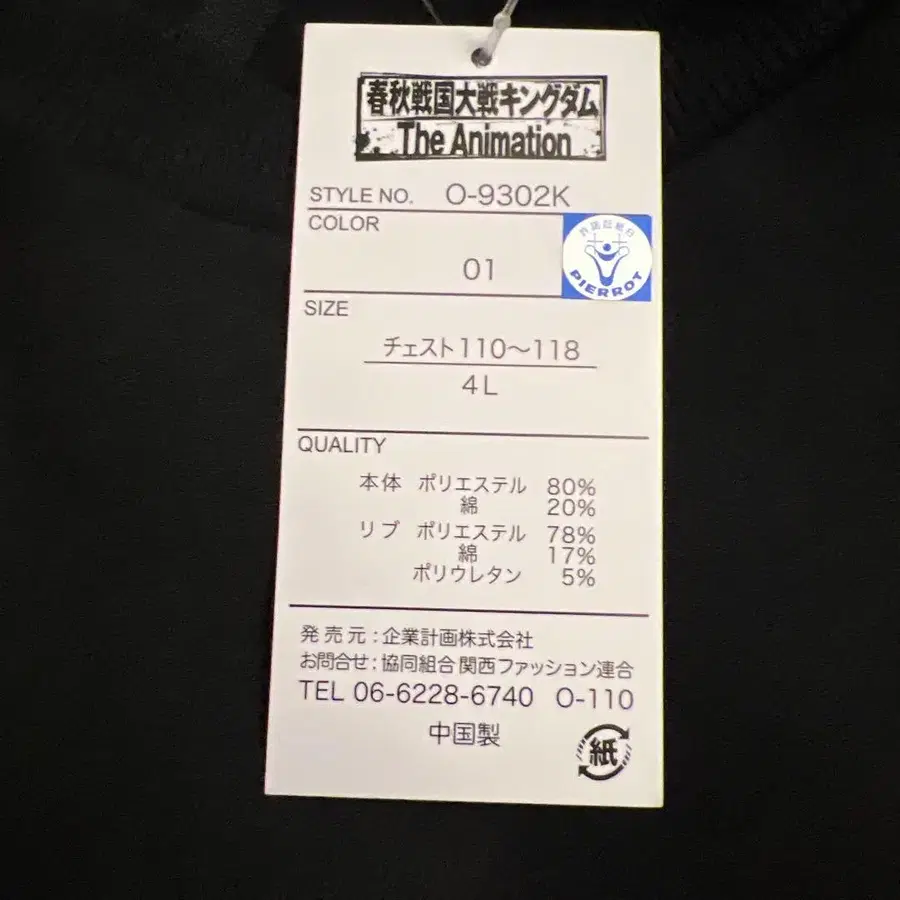 春秋戦国大戦キングダム
The Animation
STYLE NO. O-9302K
COLOR
01
許諾証紙日
PIERROT
SIZE
チェスト110～118
4L
QUALITY
本体 ポリエステル 80%
綿 20%
リブ ポリエステル 78%
綿 17%
ポリウレタン 5%
発売元:企業計画株式会社
お問合せ:協同組合 関西ファッション連合
TEL 06-6228-6740 O-110
中国製
紙